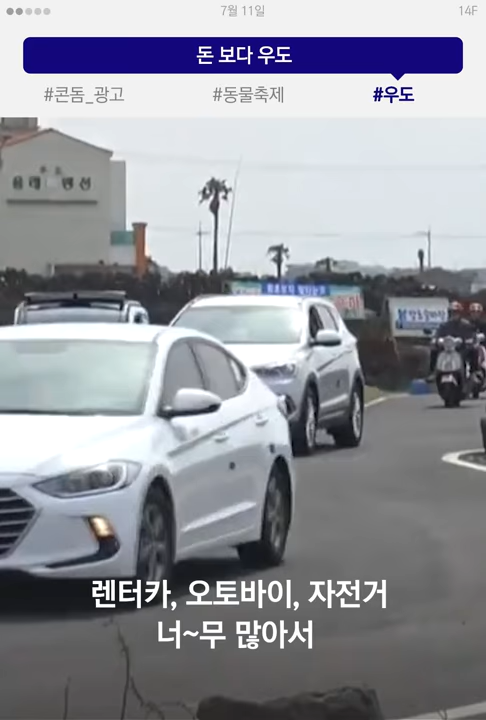 7월 11일
14F
돈 보다 우도
#콘돔_광고
#동물축제
#우도
렌터카, 오토바이, 자전거
너~무 많아서